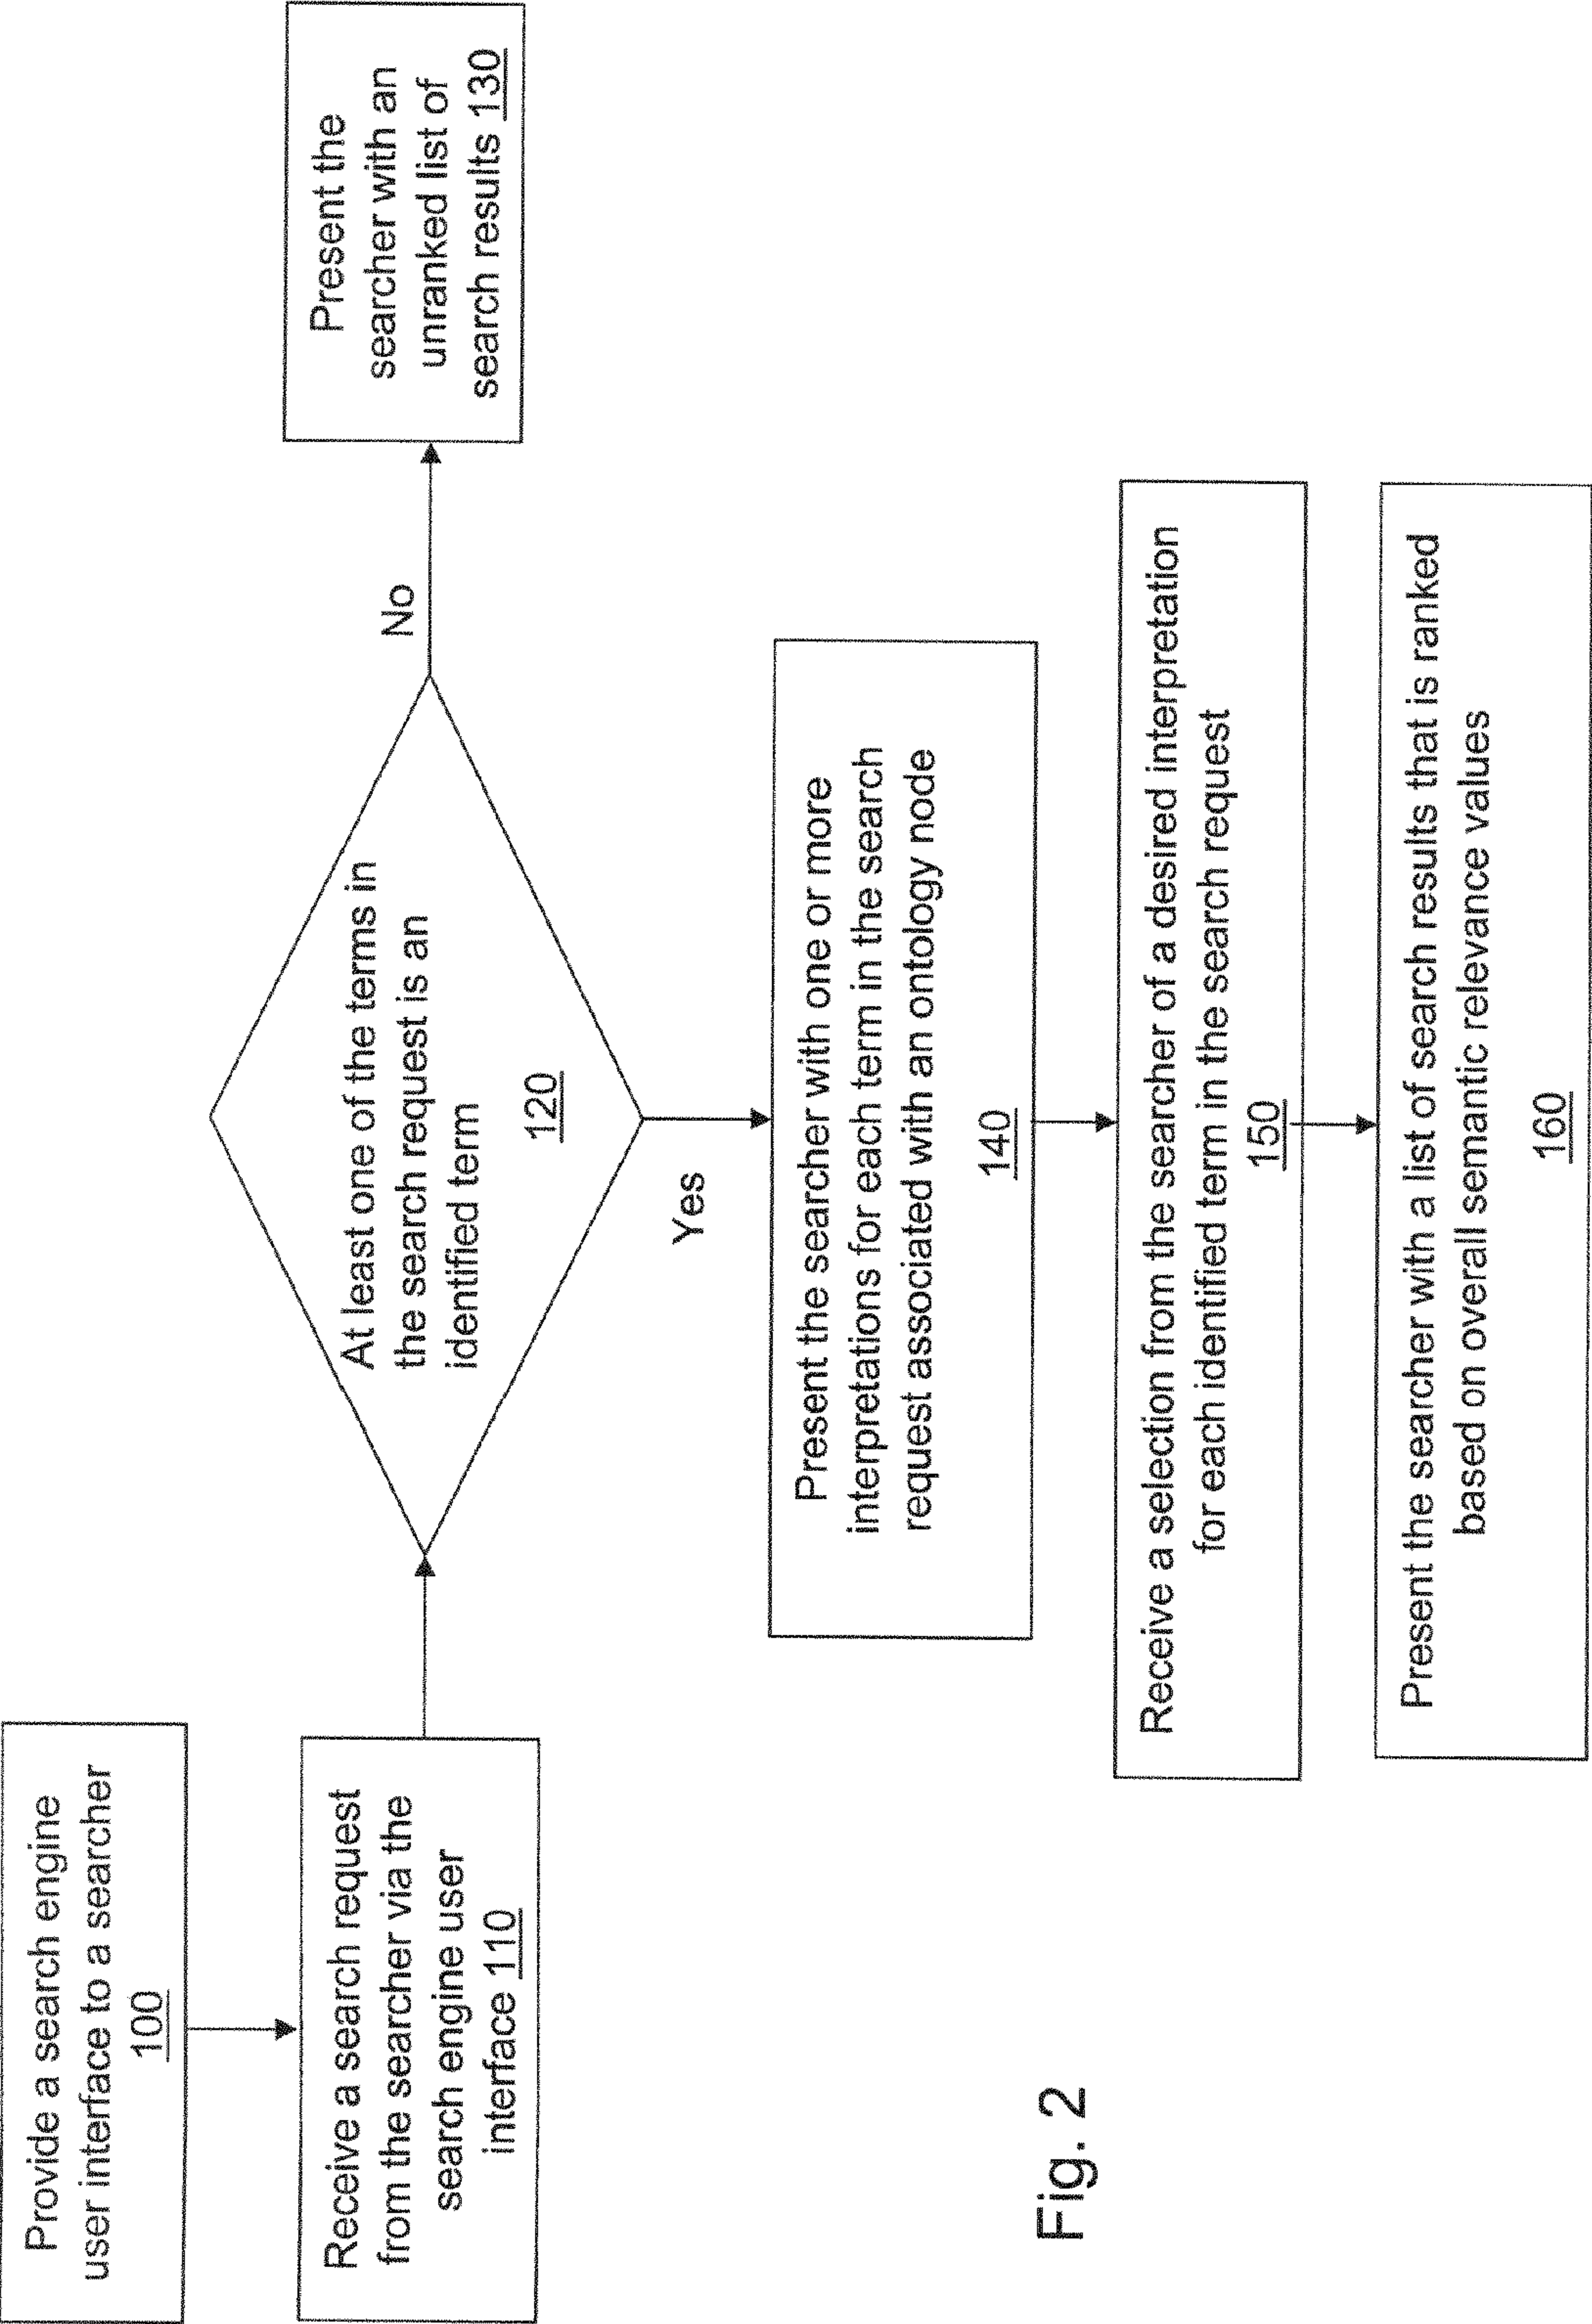 Provide a search engine
user interface to a searcher
100
Receive a search request
from the searcher via the
search engine user
interface 110
At least one of the terms in
the search request is an
identified term
120
No
Present the
searcher with an
unranked list of
search results 130
Yes
Present the searcher with one or more
interpretations for each term in the search
request associated with an ontology node
140
Receive a selection from the searcher of a desired interpretation
for each identified term in the search request
150
Present the searcher with a list of search results that is ranked
based on overall semantic relevance values
160
Fig. 2